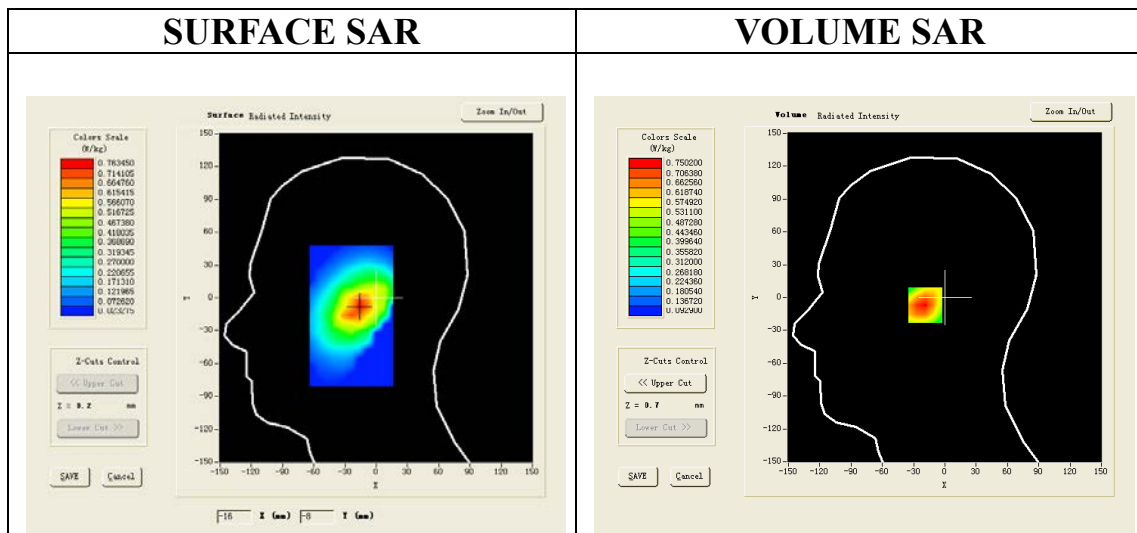 SURFACE SAR
VOLUME SAR
Surface Radiated Intensity
Zoom In/Out
Colors Scale
(W/kg)
0.763450
0.714105
0.664760
0.615415
0.566070
0.516725
0.467380
0.418035
0.368690
0.319345
0.270000
0.220655
0.171310
0.121965
0.072620
0.023275
150
120
90
60
30
0
-30
-60
-90
-120
-150
Y
-150 -120 -90 -60 -30 0 30 60 90 120 150
X
Z-Cuts Control
<< Upper Cut
Z = 0.2 mm
Lower Cut >>
SAVE Cancel
-16 X (mm) -8 Y (mm)
Volume Radiated Intensity
Zoom In/Out
Colors Scale
(W/kg)
0.750200
0.706380
0.662560
0.618740
0.574920
0.531100
0.487280
0.443460
0.399640
0.355820
0.312000
0.268180
0.224360
0.180540
0.136720
0.092900
150
120
90
60
30
0
-30
-60
-90
-120
-150
Y
-150 -120 -90 -60 -30 0 30 60 90 120 150
X
Z-Cuts Control
<< Upper Cut
Z = 0.7 mm
Lower Cut >>
SAVE Cancel